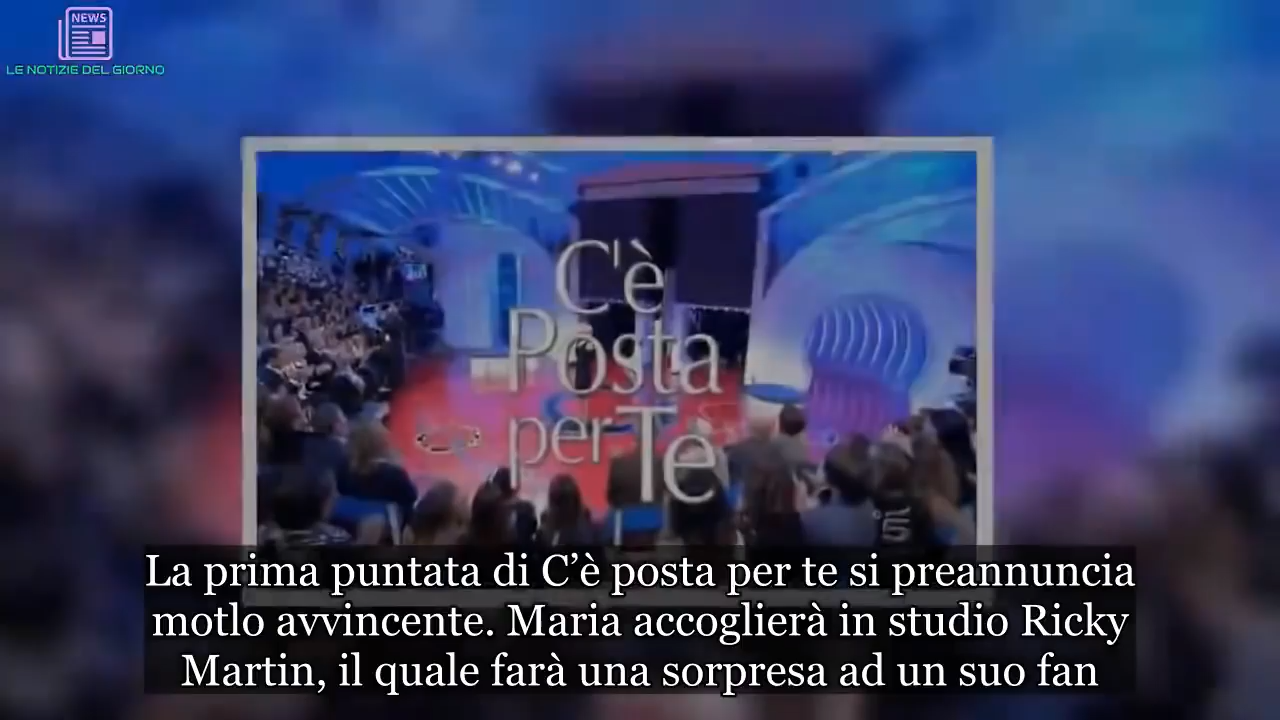 NEWS
LE NOTIZIE DEL GIORNO
C'è
Posta
per Te
La prima puntata di C’è posta per te si preannuncia
motlo avvincente. Maria accoglierà in studio Ricky
Martin, il quale farà una sorpresa ad un suo fan